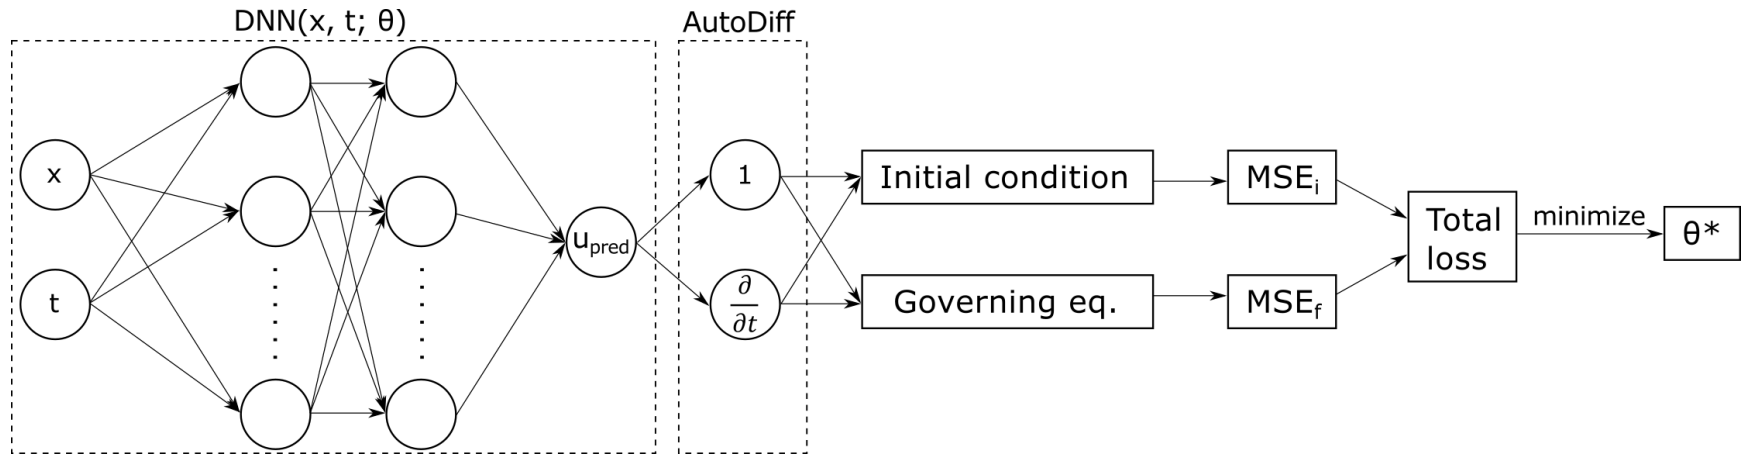 DNN(x, t; θ)
AutoDiff
x
t
u_pred
1
∂
∂t
Initial condition
Governing eq.
MSE_i
MSE_f
Total
loss
minimize
θ*